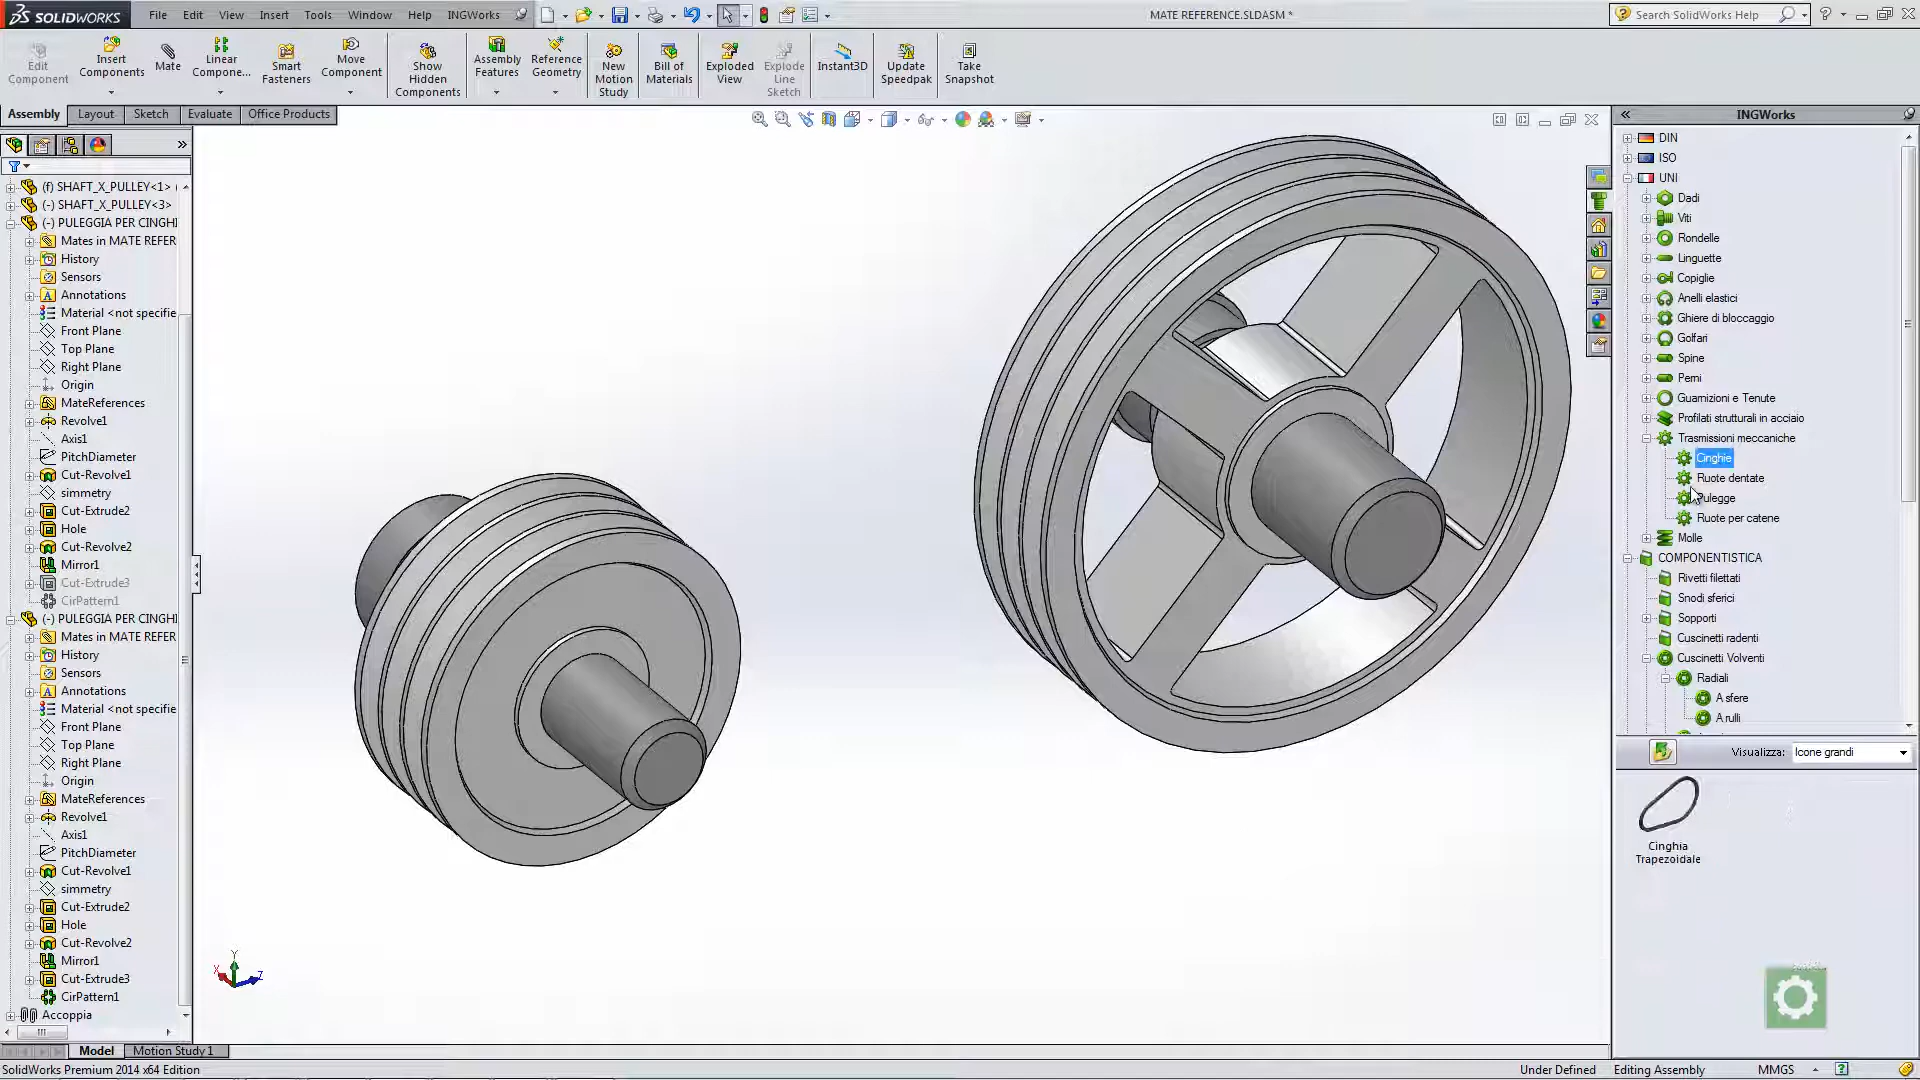 SOLIDWORKS File Edit View Insert Tools Window Help INGWorks MATE REFERENCE.SLDASM * Search SolidWorks Help
Edit Component
Insert Components
Mate
Linear Compone...
Smart Fasteners
Move Component
Show Hidden Components
Assembly Features
Reference Geometry
New Motion Study
Bill of Materials
Exploded View
Explode Line Sketch
Instant3D
Update Speedpak
Take Snapshot
Assembly Layout Sketch Evaluate Office Products
(f) SHAFT_X_PULLEY<1> (
(-) SHAFT_X_PULLEY<3>
(-) PULEGGIA PER CINGHI
Mates in MATE REFER
History
Sensors
Annotations
Material <not specifie
Front Plane
Top Plane
Right Plane
Origin
MateReferences
Revolve1
Axis1
PitchDiameter
Cut-Revolve1
simmetry
Cut-Extrude2
Hole
Cut-Revolve2
Mirror1
Cut-Extrude3
CirPattern1
(-) PULEGGIA PER CINGHI
Mates in MATE REFER
History
Sensors
Annotations
Material <not specifie
Front Plane
Top Plane
Right Plane
Origin
MateReferences
Revolve1
Axis1
PitchDiameter
Cut-Revolve1
simmetry
Cut-Extrude2
Hole
Cut-Revolve2
Mirror1
Cut-Extrude3
CirPattern1
Accoppia
Y
X
Z
INGWorks
DIN
ISO
UNI
Dadi
Viti
Rondelle
Linguette
Copiglie
Anelli elastici
Ghiere di bloccaggio
Golfari
Spine
Perni
Guarnizioni e Tenute
Profilati strutturali in acciaio
Trasmissioni meccaniche
Cinghie
Ruote dentate
Pulegge
Ruote per catene
Molle
COMPONENTISTICA
Rivetti filettati
Snodi sferici
Sopporti
Cuscinetti radenti
Cuscinetti Volventi
Radiali
A sfere
A rulli
Visualizza: Icone grandi
Cinghia
Trapezoidale
Model Motion Study 1
SolidWorks Premium 2014 x64 Edition Under Defined Editing Assembly MMGS